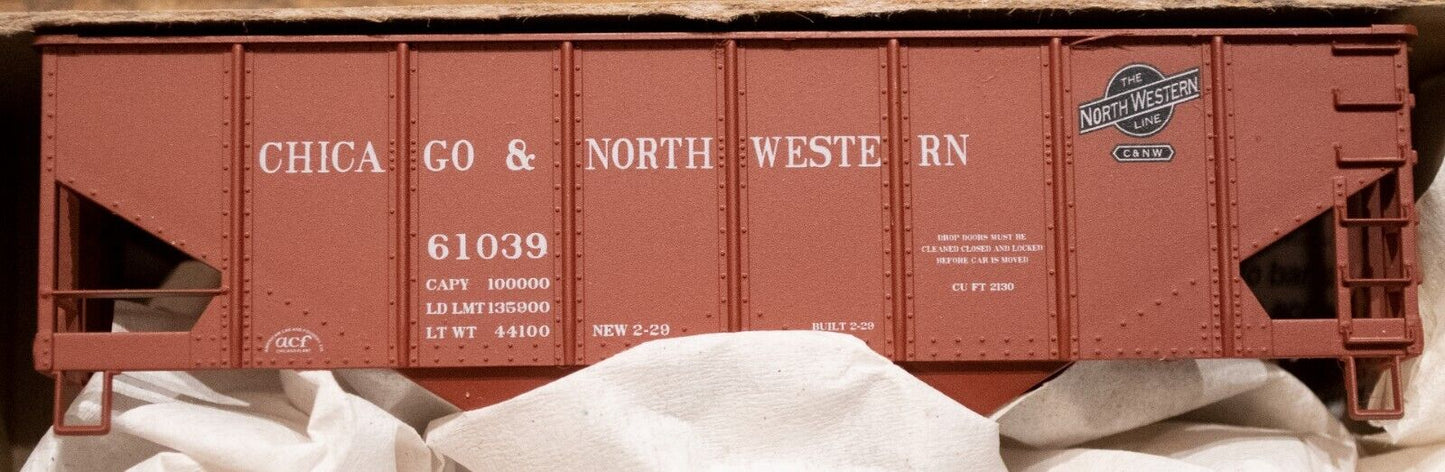 CHICAGO & NORTH WESTERN
61039
CAPY 100000
LD LMT 135900
LT WT 44100
NEW 2-29
BUILT 2-29
acf
DROP DOORS MUST BE
CLEANED CLOSED AND LOCKED
BEFORE CAR IS MOVED
CU FT 2130
THE
NORTH WESTERN
LINE
C&NW